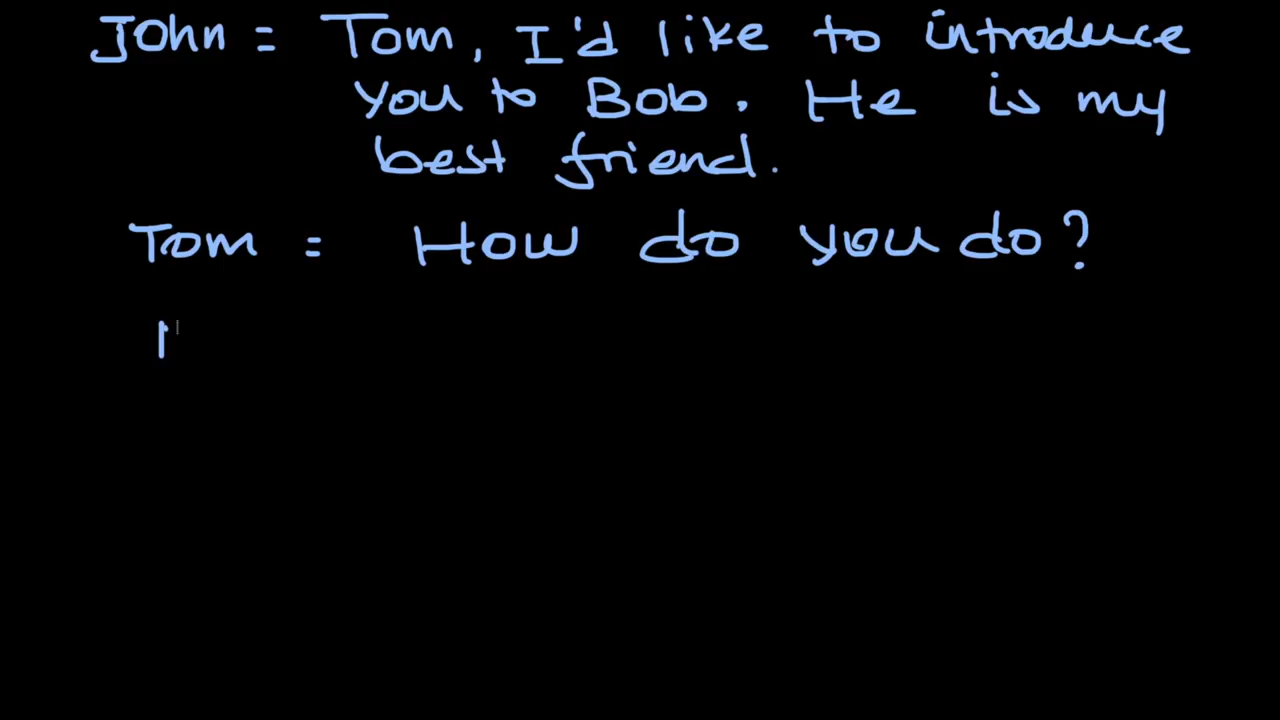 John = Tom, I'd like to introduce
you to Bob. He is my
best friend.
Tom = How do you do?